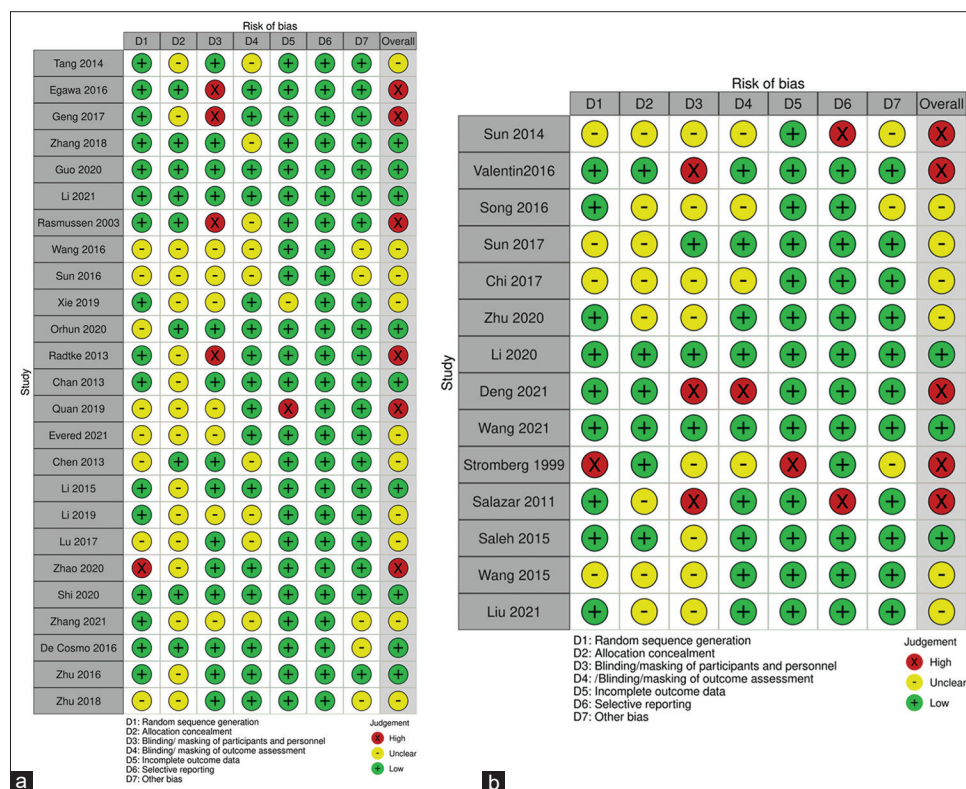 Risk of bias
D1 D2 D3 D4 D5 D6 D7 Overall
Study
Tang 2014 + - + - + + + -
Egawa 2016 + + X + + + + X
Geng 2017 + - X + + + + X
Zhang 2018 + + + - + + + +
Guo 2020 + + + + + + + +
Li 2021 + + + + + + + +
Rasmussen 2003 + + X - + + + X
Wang 2016 - - - - + + - -
Sun 2016 - - - - + + - -
Xie 2019 + - - + - + + -
Orhun 2020 - + + + + + + +
Radtke 2013 + - X + + + + X
Chan 2013 + - + + + + + +
Quan 2019 - - - + X + + X
Evered 2021 - - - + + + + -
Chen 2013 - + + - + + + -
Li 2015 + - + + + + + +
Li 2019 + - - - + + + -
Lu 2017 - - + - + + + -
Zhao 2020 X - + + + + + X
Shi 2020 + + + + + + + +
Zhang 2021 + - - - + + - -
De Cosmo 2016 + + + + + + - +
Zhu 2016 + - + + + + + +
Zhu 2018 - - + + + + - -
D1: Random sequence generation
D2: Allocation concealment
D3: Blinding/ masking of participants and personnel
D4: Blinding/ masking of outcome assessment
D5: Incomplete outcome data
D6: Selective reporting
D7: Other bias
Judgement
X High
- Unclear
+ Low
a
Risk of bias
D1 D2 D3 D4 D5 D6 D7 Overall
Study
Sun 2014 - - - - + X - X
Valentin2016 + + X + + + + X
Song 2016 + - - - + + - -
Sun 2017 - - + + + + + -
Chi 2017 - - - - + + + -
Zhu 2020 + - - + + + + -
Li 2020 + + + + + + + +
Deng 2021 + + X X + + + X
Wang 2021 + + + + + + + +
Stromberg 1999 X + - - X + - X
Salazar 2011 + - X + + X + X
Saleh 2015 + + - + + + + +
Wang 2015 - - - + + + + -
Liu 2021 + - - + + + + -
D1: Random sequence generation
D2: Allocation concealment
D3: Blinding/masking of participants and personnel
D4: /Blinding/masking of outcome assessment
D5: Incomplete outcome data
D6: Selective reporting
D7: Other bias
Judgement
X High
- Unclear
+ Low
b